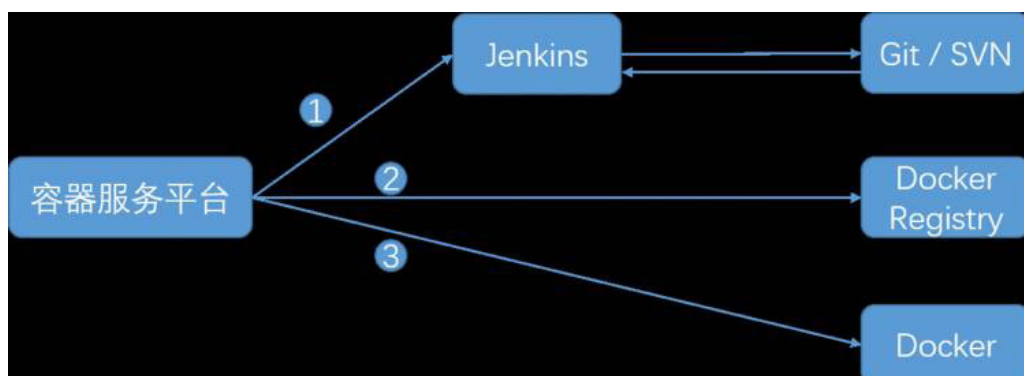 Jenkins
Git / SVN
1
容器服务平台
2
Docker
Registry
3
Docker